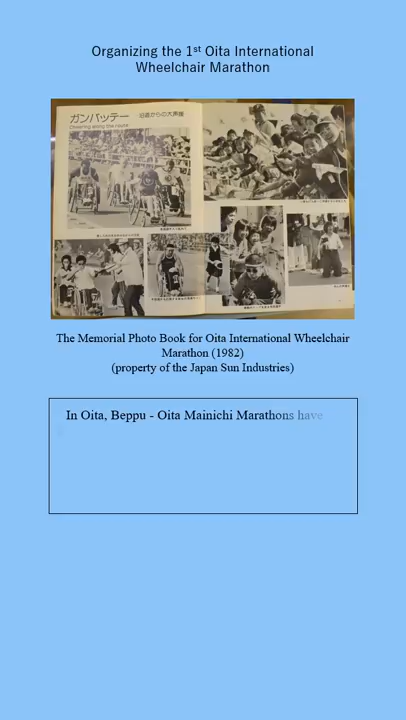 Organizing the 1st Oita International
Wheelchair Marathon
ガンバッテー
Cheering along the route
The Memorial Photo Book for Oita International Wheelchair
Marathon (1982)
(property of the Japan Sun Industries)
In Oita, Beppu - Oita Mainichi Marathons have